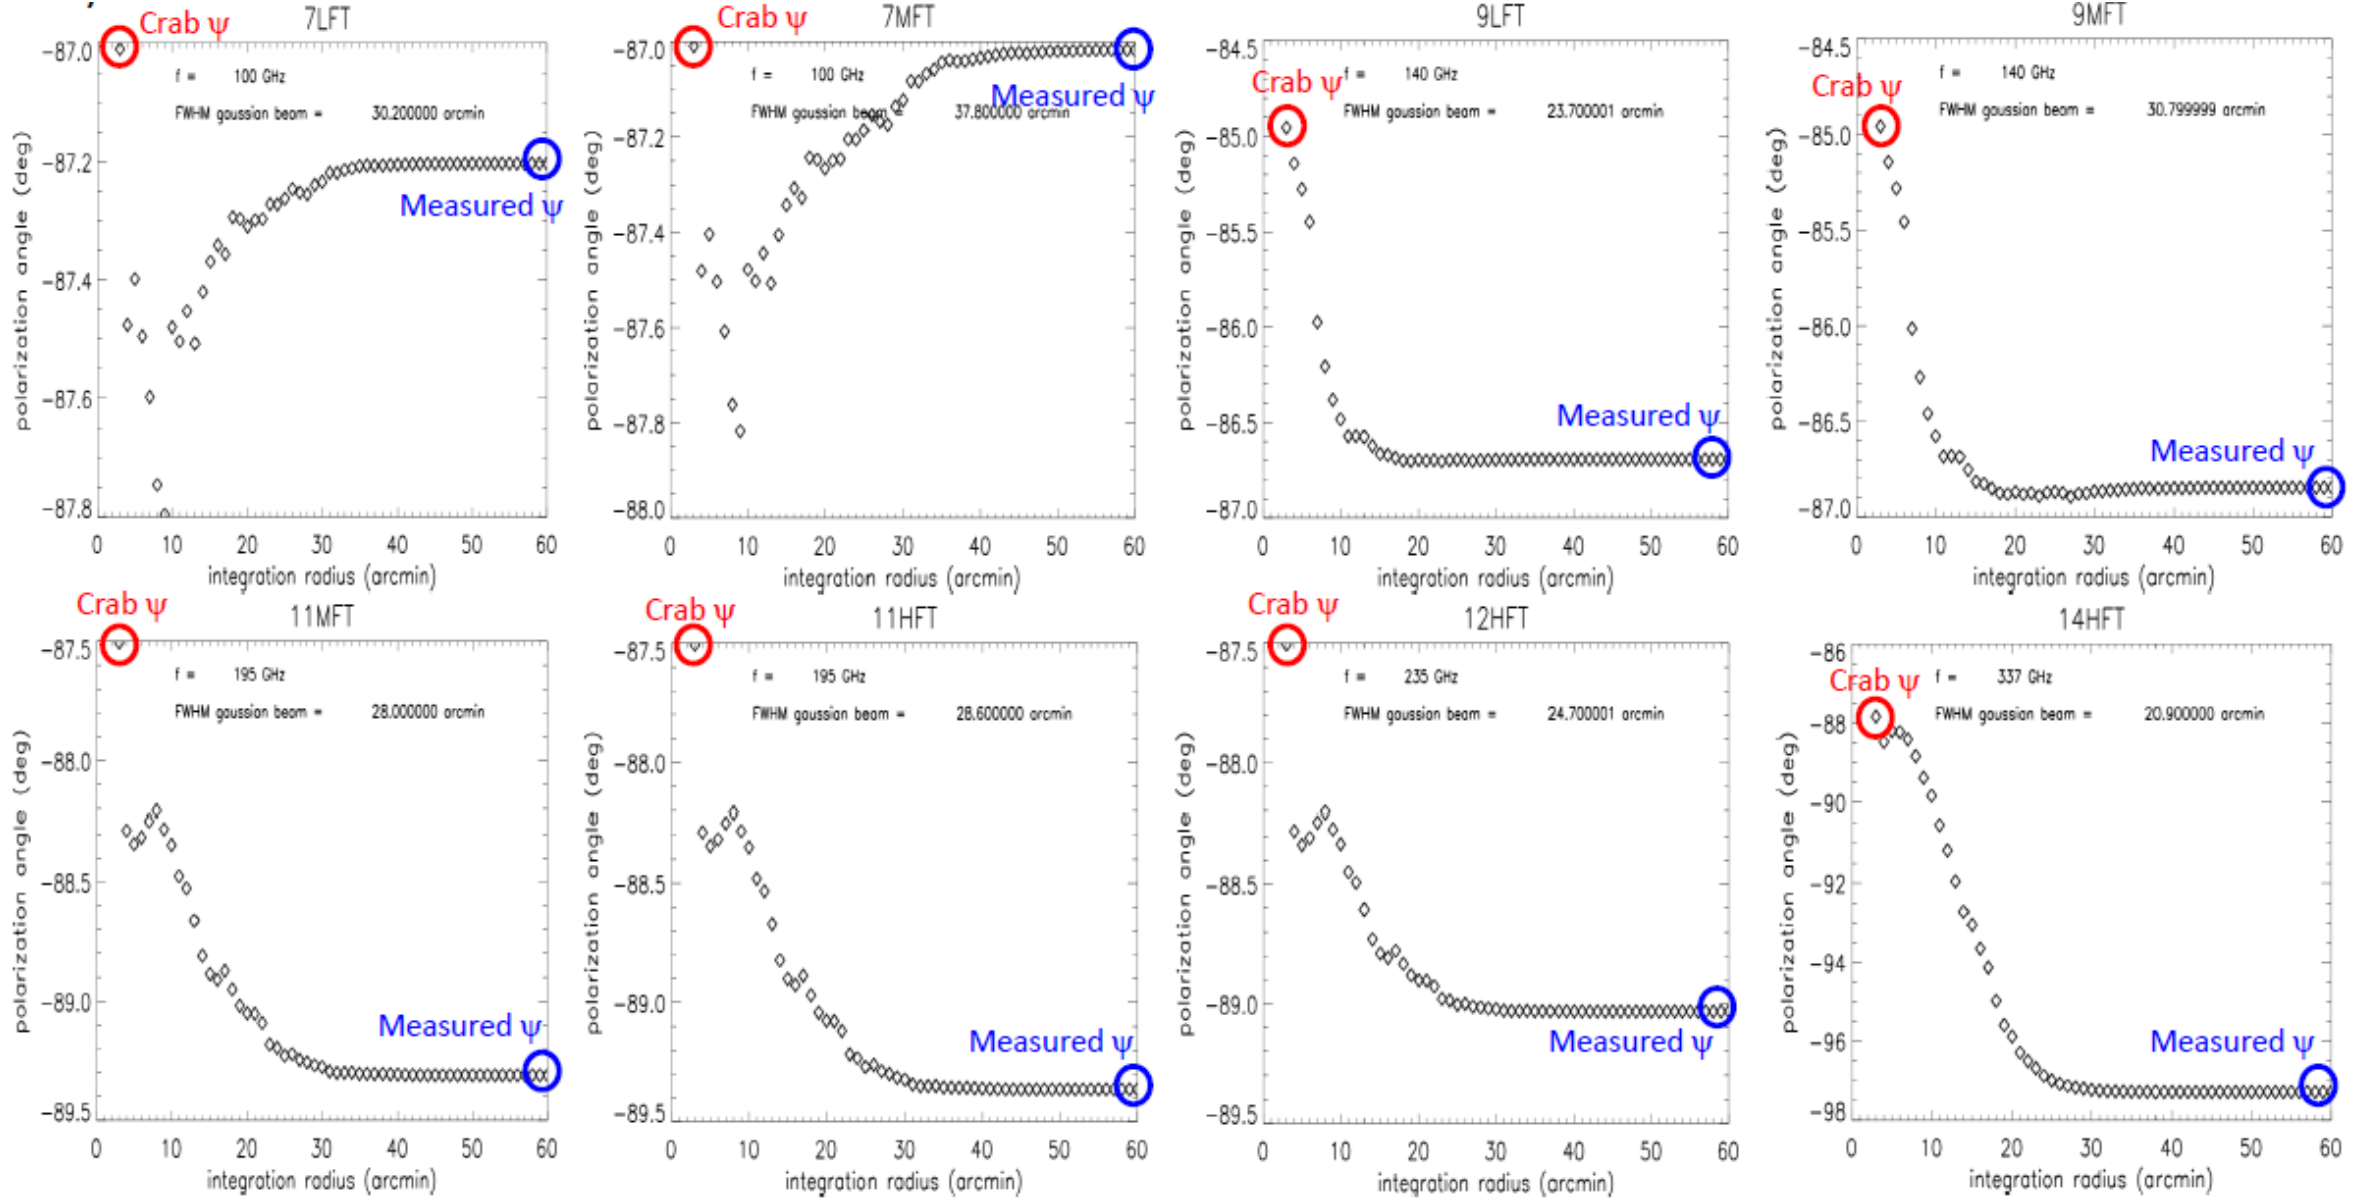 7LFT
Crab ψ
f = 100 GHz
FWHM gaussian beam = 30.200000 arcmin
Measured ψ
polarization angle (deg)
-87.0
-87.2
-87.4
-87.6
-87.8
0 10 20 30 40 50 60
integration radius (arcmin)
7MFT
Crab ψ
f = 100 GHz
FWHM gaussian beam = 37.800000 arcmin
Measured ψ
polarization angle (deg)
-87.0
-87.2
-87.4
-87.6
-87.8
-88.0
0 10 20 30 40 50 60
integration radius (arcmin)
9LFT
Crab ψ
f = 140 GHz
FWHM gaussian beam = 23.700001 arcmin
Measured ψ
polarization angle (deg)
-84.5
-85.0
-85.5
-86.0
-86.5
-87.0
0 10 20 30 40 50 60
integration radius (arcmin)
9MFT
Crab ψ
f = 140 GHz
FWHM gaussian beam = 30.799999 arcmin
Measured ψ
polarization angle (deg)
-84.5
-85.0
-85.5
-86.0
-86.5
-87.0
0 10 20 30 40 50 60
integration radius (arcmin)
11MFT
Crab ψ
f = 195 GHz
FWHM gaussian beam = 28.000000 arcmin
Measured ψ
polarization angle (deg)
-87.5
-88.0
-88.5
-89.0
-89.5
0 10 20 30 40 50 60
integration radius (arcmin)
11HFT
Crab ψ
f = 195 GHz
FWHM gaussian beam = 28.600000 arcmin
Measured ψ
polarization angle (deg)
-87.5
-88.0
-88.5
-89.0
-89.5
0 10 20 30 40 50 60
integration radius (arcmin)
12HFT
Crab ψ
f = 235 GHz
FWHM gaussian beam = 24.700001 arcmin
Measured ψ
polarization angle (deg)
-87.5
-88.0
-88.5
-89.0
-89.5
0 10 20 30 40 50 60
integration radius (arcmin)
14HFT
Crab ψ
f = 337 GHz
FWHM gaussian beam = 20.900000 arcmin
Measured ψ
polarization angle (deg)
-86
-88
-90
-92
-94
-96
-98
0 10 20 30 40 50 60
integration radius (arcmin)